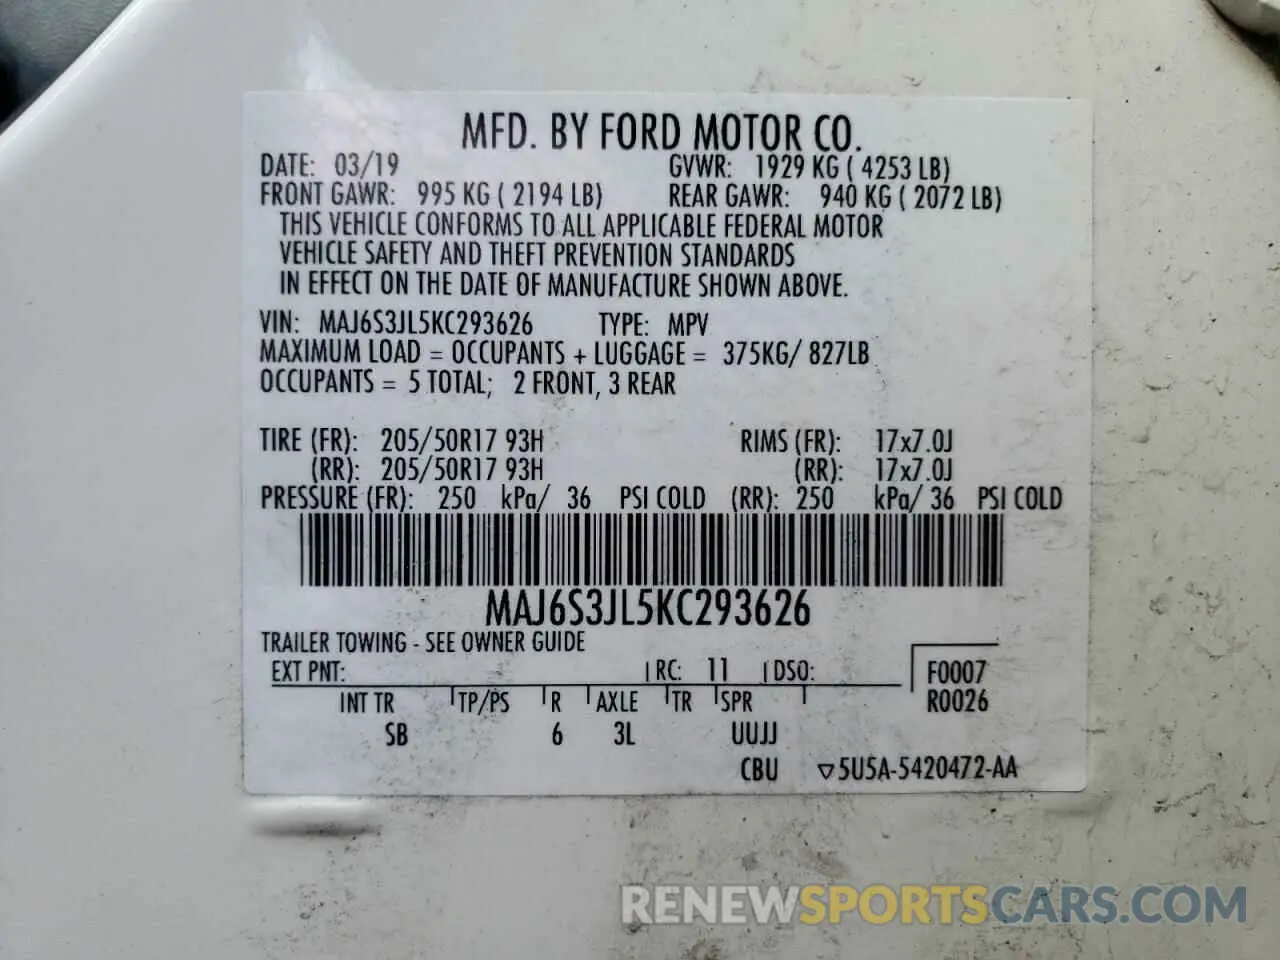 MFD. BY FORD MOTOR CO.
DATE: 03/19 GVWR: 1929 KG ( 4253 LB)
FRONT GAWR: 995 KG ( 2194 LB) REAR GAWR: 940 KG ( 2072 LB)
THIS VEHICLE CONFORMS TO ALL APPLICABLE FEDERAL MOTOR
VEHICLE SAFETY AND THEFT PREVENTION STANDARDS
IN EFFECT ON THE DATE OF MANUFACTURE SHOWN ABOVE.
VIN: MAJ6S3JL5KC293626 TYPE: MPV
MAXIMUM LOAD = OCCUPANTS + LUGGAGE = 375KG/ 827LB
OCCUPANTS = 5 TOTAL; 2 FRONT, 3 REAR
TIRE (FR): 205/50R17 93H RIMS (FR): 17x7.0J
(RR): 205/50R17 93H (RR): 17x7.0J
PRESSURE (FR): 250 kPa/ 36 PSI COLD (RR): 250 kPa/ 36 PSI COLD
MAJ6S3JL5KC293626
TRAILER TOWING - SEE OWNER GUIDE
EXT PNT: RC: 11 DSO: F0007
INT TR TP/PS R AXLE TR SPR R0026
SB 6 3L UUJJ
CBU ▽5U5A-5420472-AA
RENEWSPORTSCARS.COM